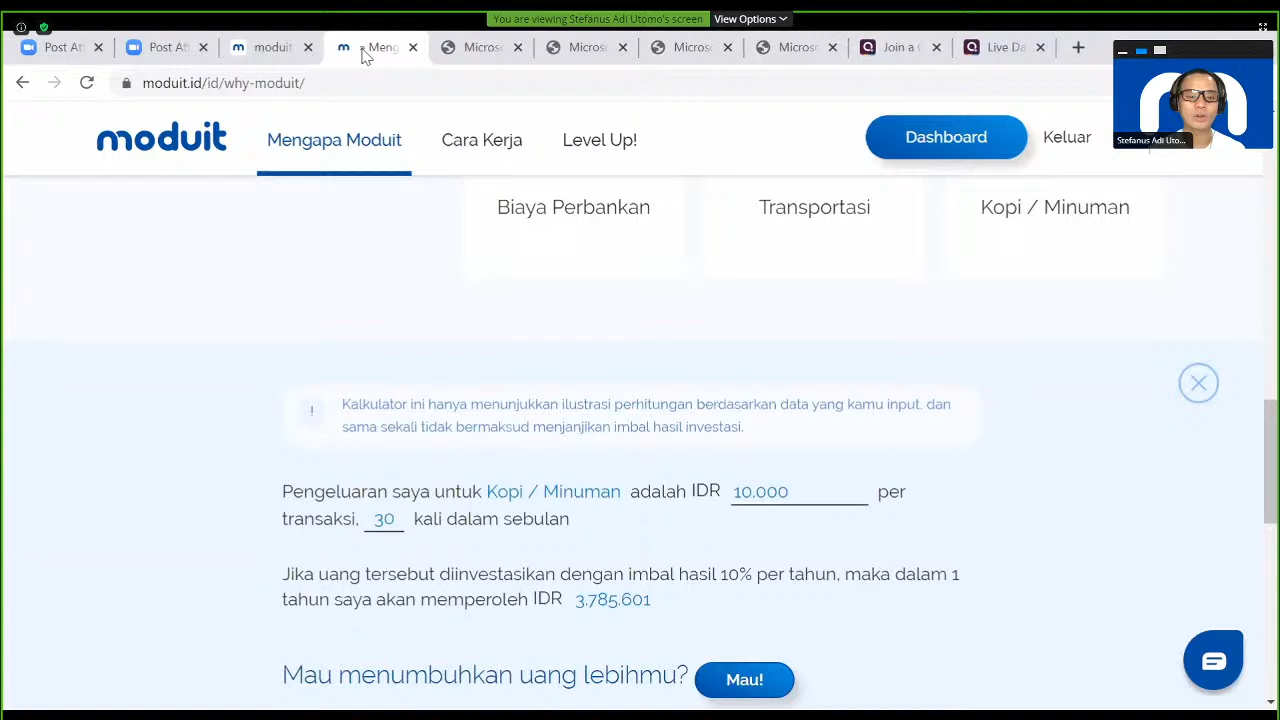 You are viewing Stefanus Adi Utomo's screen View Options
Post At
Post At
moduit
Meng
Micros
Micros
Micros
Micros
Join a
Live Da
moduit.id/id/why-moduit/
moduit Mengapa Moduit Cara Kerja Level Up! Dashboard Keluar
Stefanus Adi Uto...
Biaya Perbankan Transportasi Kopi / Minuman
! Kalkulator ini hanya menunjukkan ilustrasi perhitungan berdasarkan data yang kamu input, dan
sama sekali tidak bermaksud menjanjikan imbal hasil investasi.
Pengeluaran saya untuk Kopi / Minuman adalah IDR 10.000 per
transaksi, 30 kali dalam sebulan
Jika uang tersebut diinvestasikan dengan imbal hasil 10% per tahun, maka dalam 1
tahun saya akan memperoleh IDR 3.785.601
Mau menumbuhkan uang lebihmu? Mau!